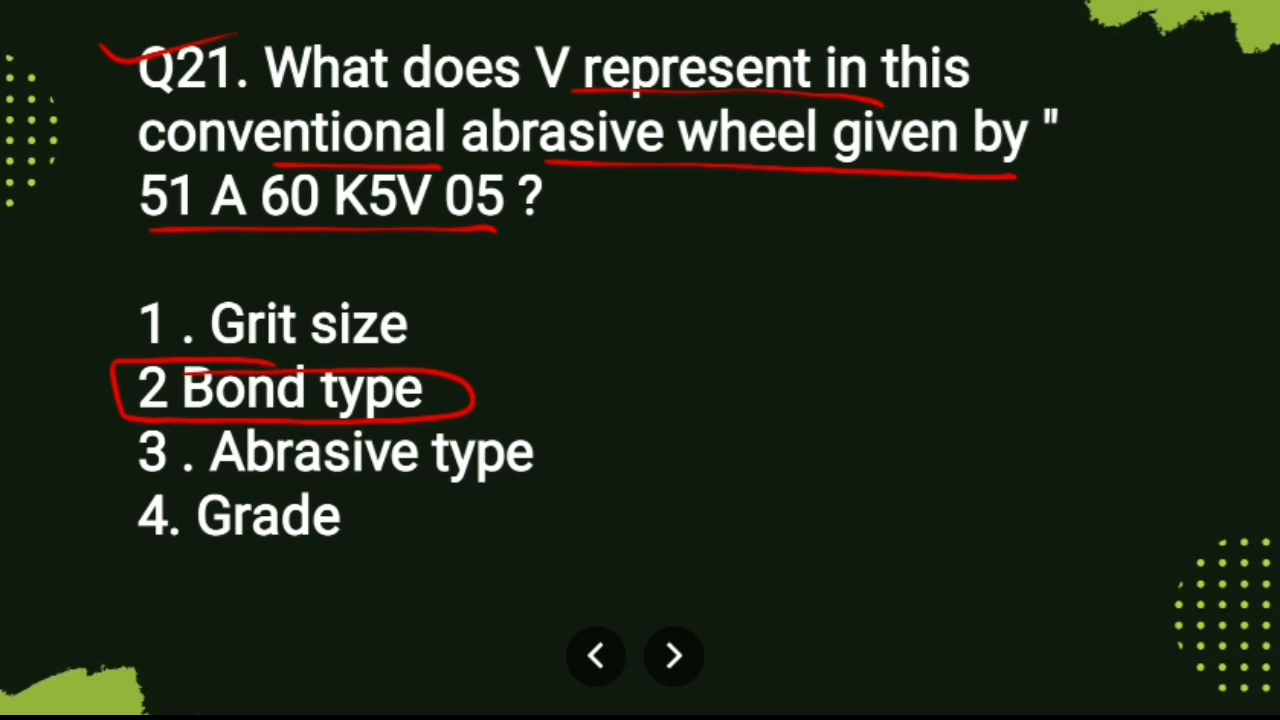 Q21. What does V represent in this
conventional abrasive wheel given by "
51 A 60 K5V 05 ?
1 . Grit size
2 Bond type
3 . Abrasive type
4. Grade